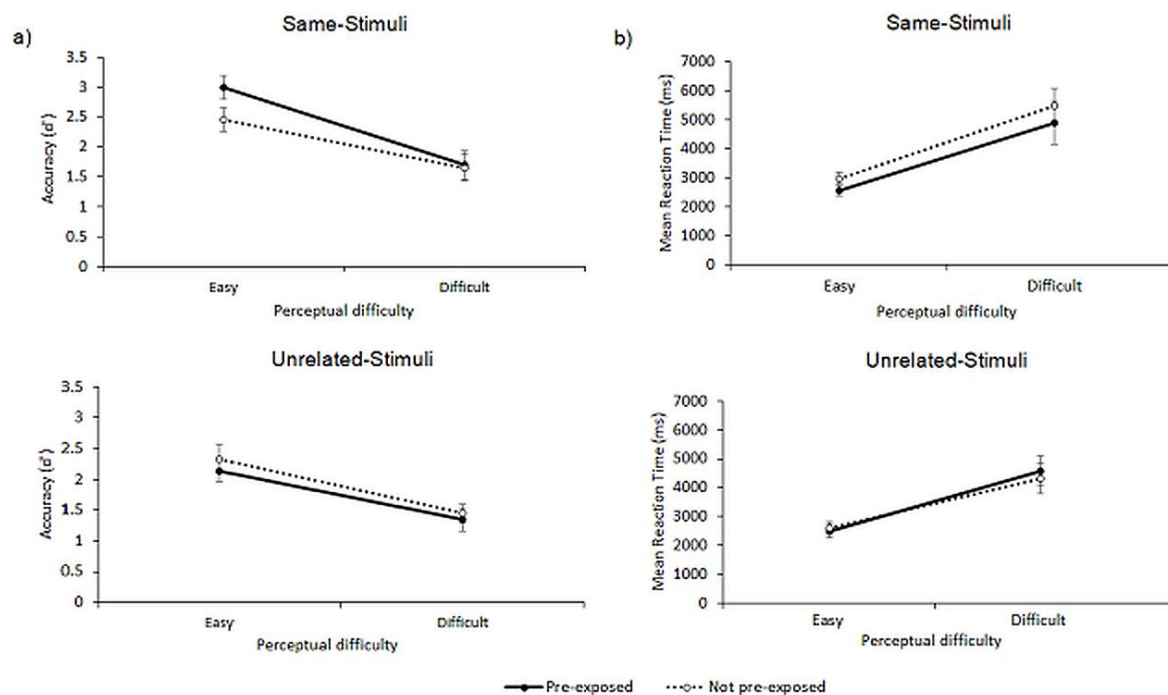 a)
Same-Stimuli
3.5
3
2.5
2
1.5
1
0.5
0
Accuracy (d')
Easy
Difficult
Perceptual difficulty
b)
Same-Stimuli
7000
6000
5000
4000
3000
2000
1000
0
Mean Reaction Time (ms)
Easy
Difficult
Perceptual difficulty
Unrelated-Stimuli
3.5
3
2.5
2
1.5
1
0.5
0
Accuracy (d')
Easy
Difficult
Perceptual difficulty
Unrelated-Stimuli
7000
6000
5000
4000
3000
2000
1000
0
Mean Reaction Time (ms)
Easy
Difficult
Perceptual difficulty
Pre-exposed
Not pre-exposed